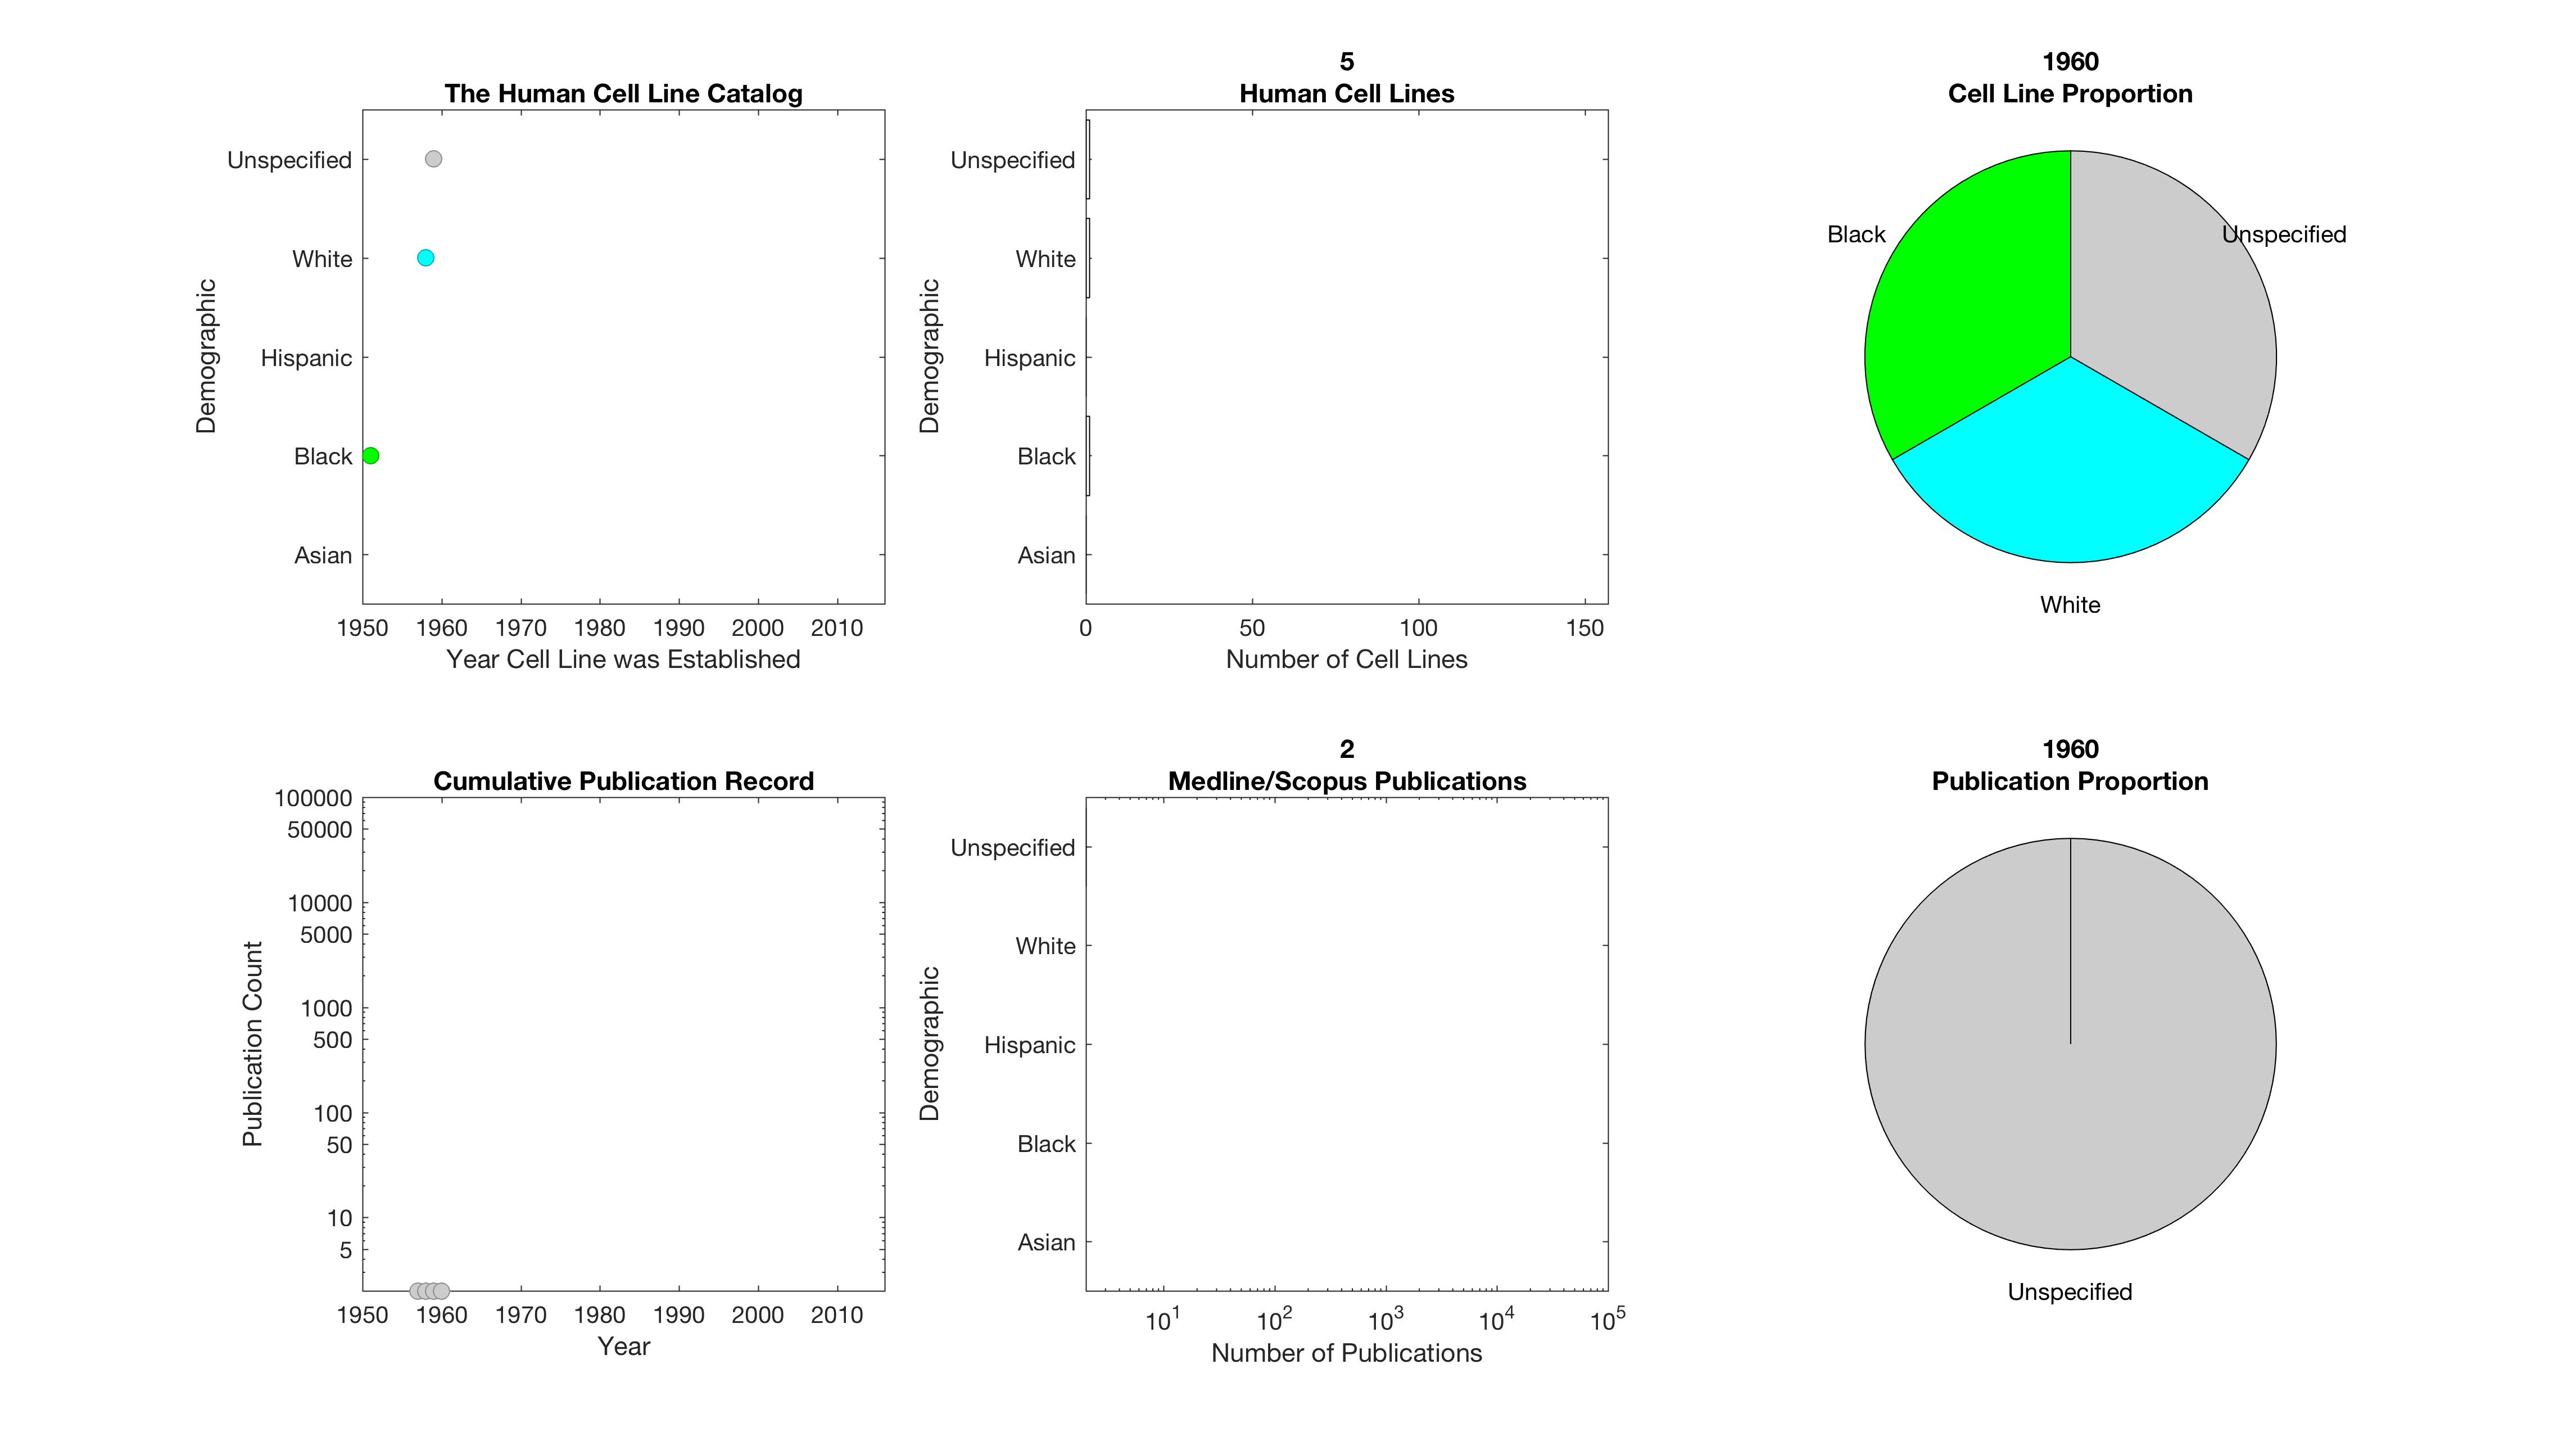 The Human Cell Line Catalog
Unspecified
White
Hispanic
Black
Asian
Demographic
1950 1960 1970 1980 1990 2000 2010
Year Cell Line was Established
5
Human Cell Lines
Unspecified
White
Hispanic
Black
Asian
Demographic
0 50 100 150
Number of Cell Lines
1960
Cell Line Proportion
Black
Unspecified
White
Cumulative Publication Record
100000
50000
10000
5000
1000
500
100
50
10
5
Publication Count
1950 1960 1970 1980 1990 2000 2010
Year
2
Medline/Scopus Publications
Unspecified
White
Hispanic
Black
Asian
Demographic
10¹ 10² 10³ 10⁴ 10⁵
Number of Publications
1960
Publication Proportion
Unspecified